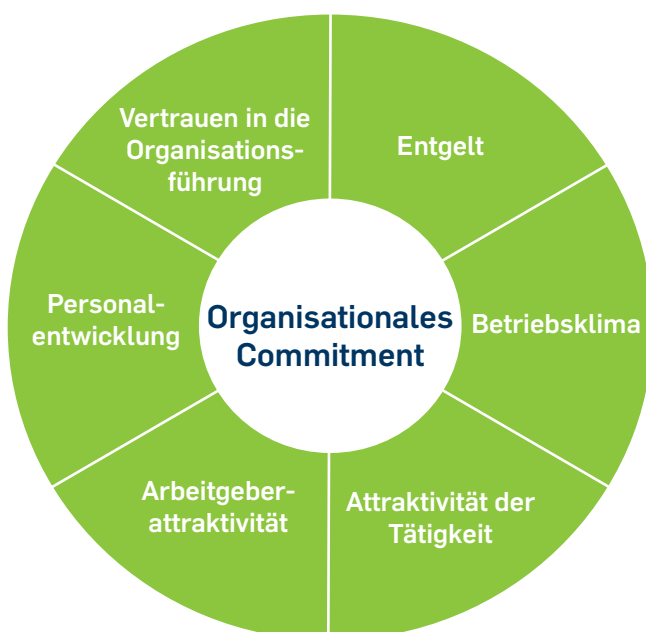 Vertrauen in die
Organisations-
führung
Entgelt
Personal-
entwicklung
Organisationales
Commitment
Betriebsklima
Arbeitgeber-
attraktivität
Attraktivität der
Tätigkeit